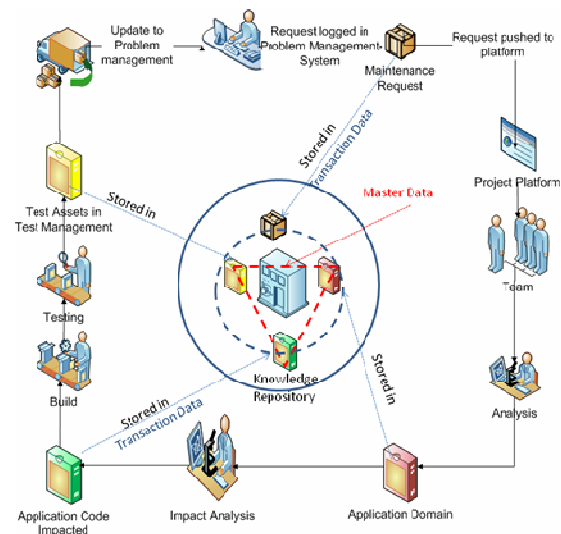 Update to
Problem
management
Request logged in
Problem Management
System
Maintenance
Request
Request pushed to
platform
Stored in
Transaction Data
Project Platform
Master Data
Stored in
Test Assets in
Test Management
Team
Testing
Knowledge
Repository
Stored in
Build
Stored in
Transaction Data
Analysis
Application Code
Impacted
Impact Analysis
Application Domain